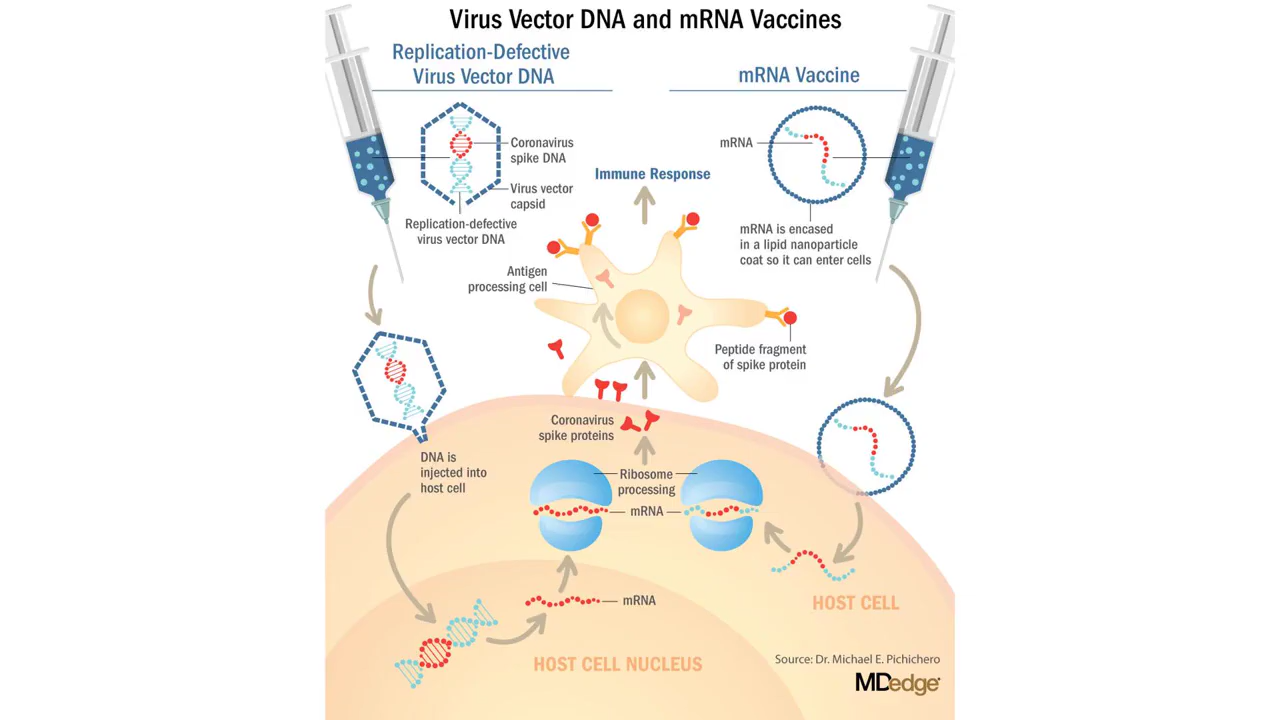 Virus Vector DNA and mRNA Vaccines
Replication-Defective
Virus Vector DNA
mRNA Vaccine
Coronavirus
spike DNA
Virus vector
capsid
Replication-defective
virus vector DNA
mRNA
mRNA is encased
in a lipid nanoparticle
coat so it can enter cells
Immune Response
Antigen
processing cell
Peptide fragment
of spike protein
Coronavirus
spike proteins
DNA is
injected into
host cell
Ribosome
processing
mRNA
mRNA
HOST CELL
HOST CELL NUCLEUS
Source: Dr. Michael E. Pichichero
MDedge